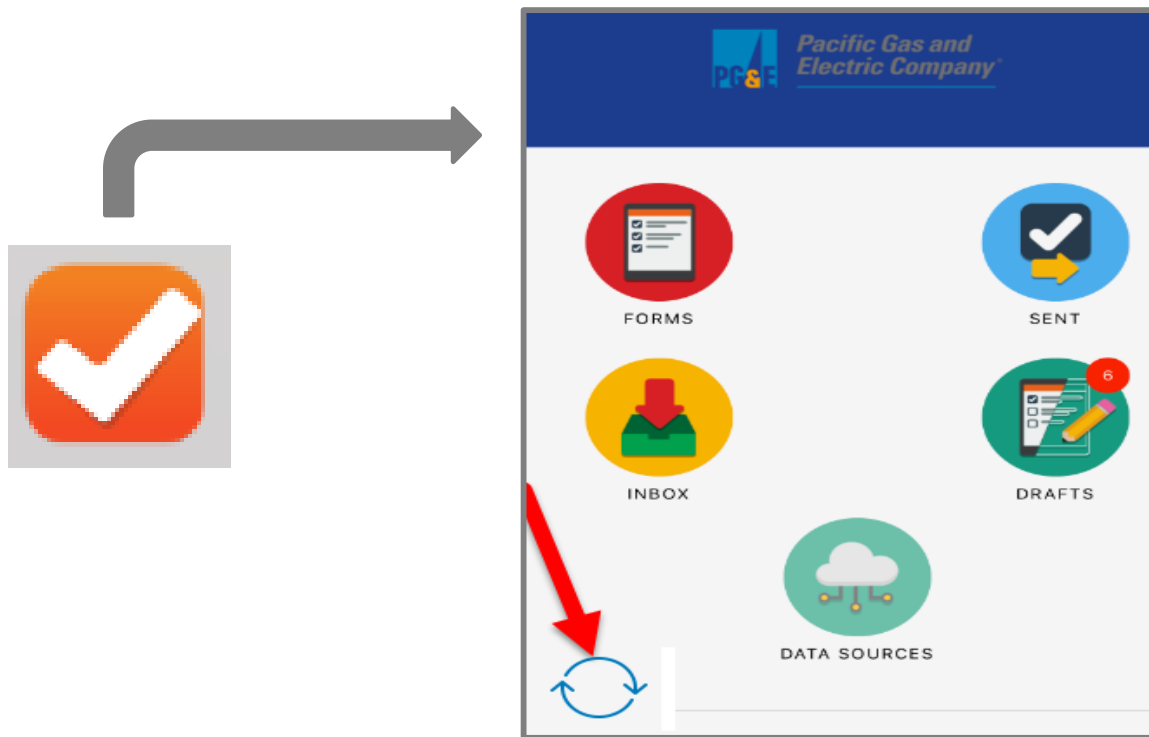 PG&E
Pacific Gas and
Electric Company
FORMS
SENT
6
INBOX
DRAFTS
DATA SOURCES